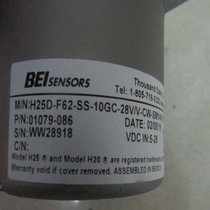 BEI SENSORS
Thousand Oaks
Tel: 1-805-716-
M/N:H25D-F62-SS-10GC-28V/V-CW-SM
P/N:01079-086
S/N: WW28918
DATE:
C/N:
VDC IN:5-28
Model H25 ® and Model H20 ® are registered trademarks
Warranty void if cover removed. ASSEMBLED IN MEXICO